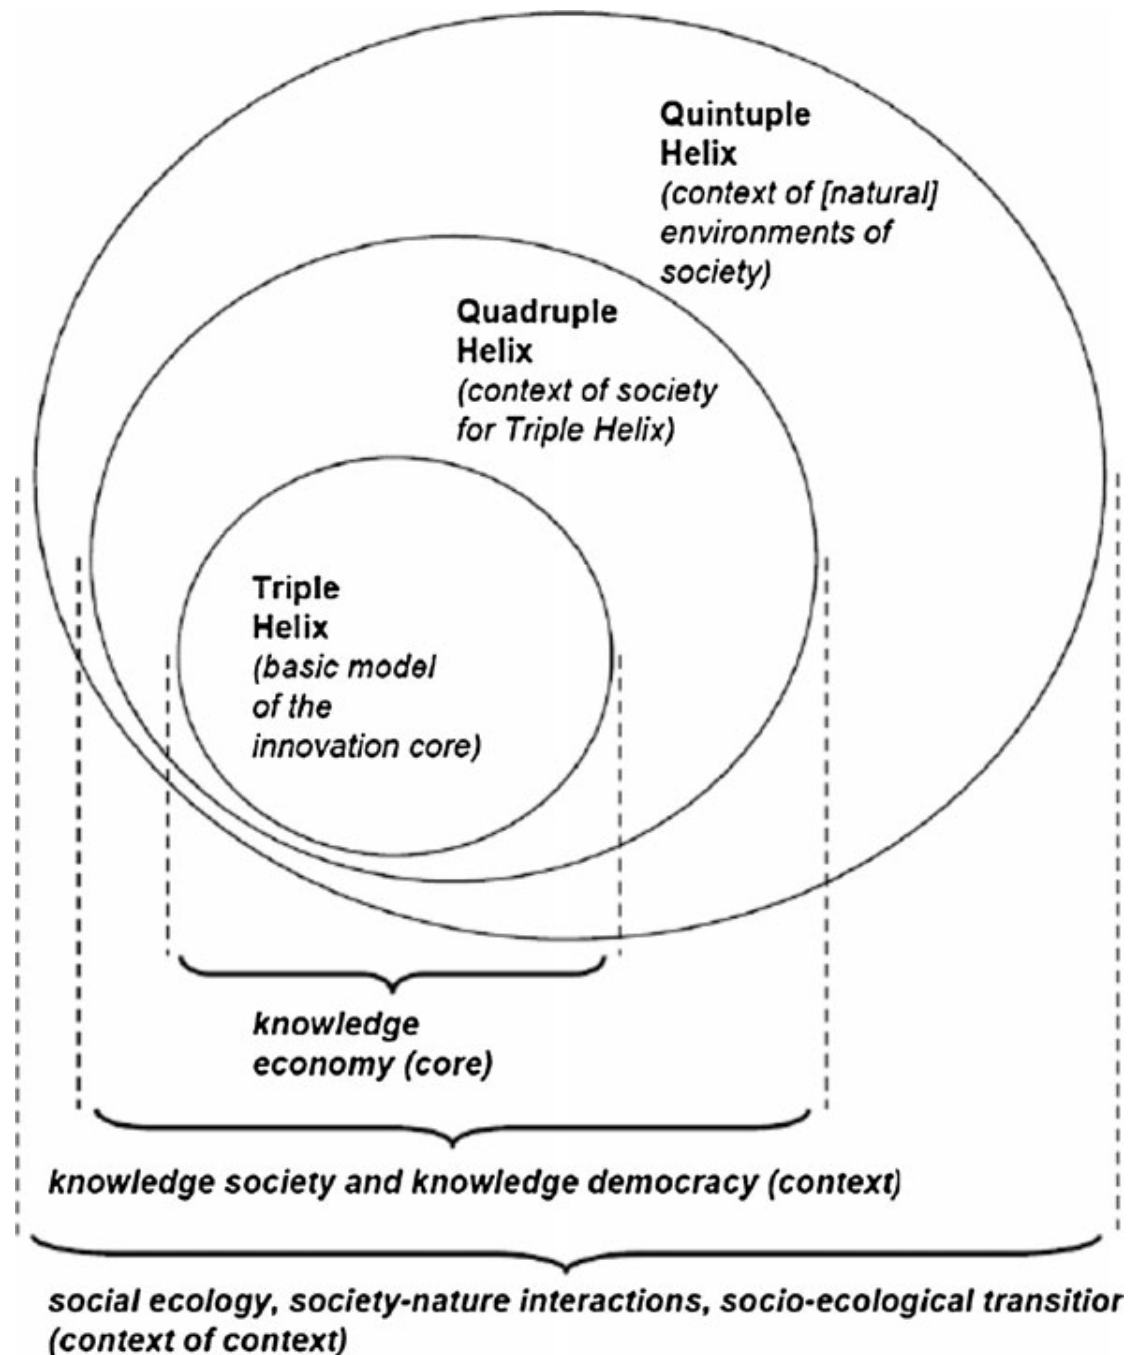 Quintuple
Helix
(context of [natural]
environments of
society)
Quadruple
Helix
(context of society
for Triple Helix)
Triple
Helix
(basic model
of the
innovation core)
knowledge
economy (core)
knowledge society and knowledge democracy (context)
social ecology, society-nature interactions, socio-ecological transition
(context of context)